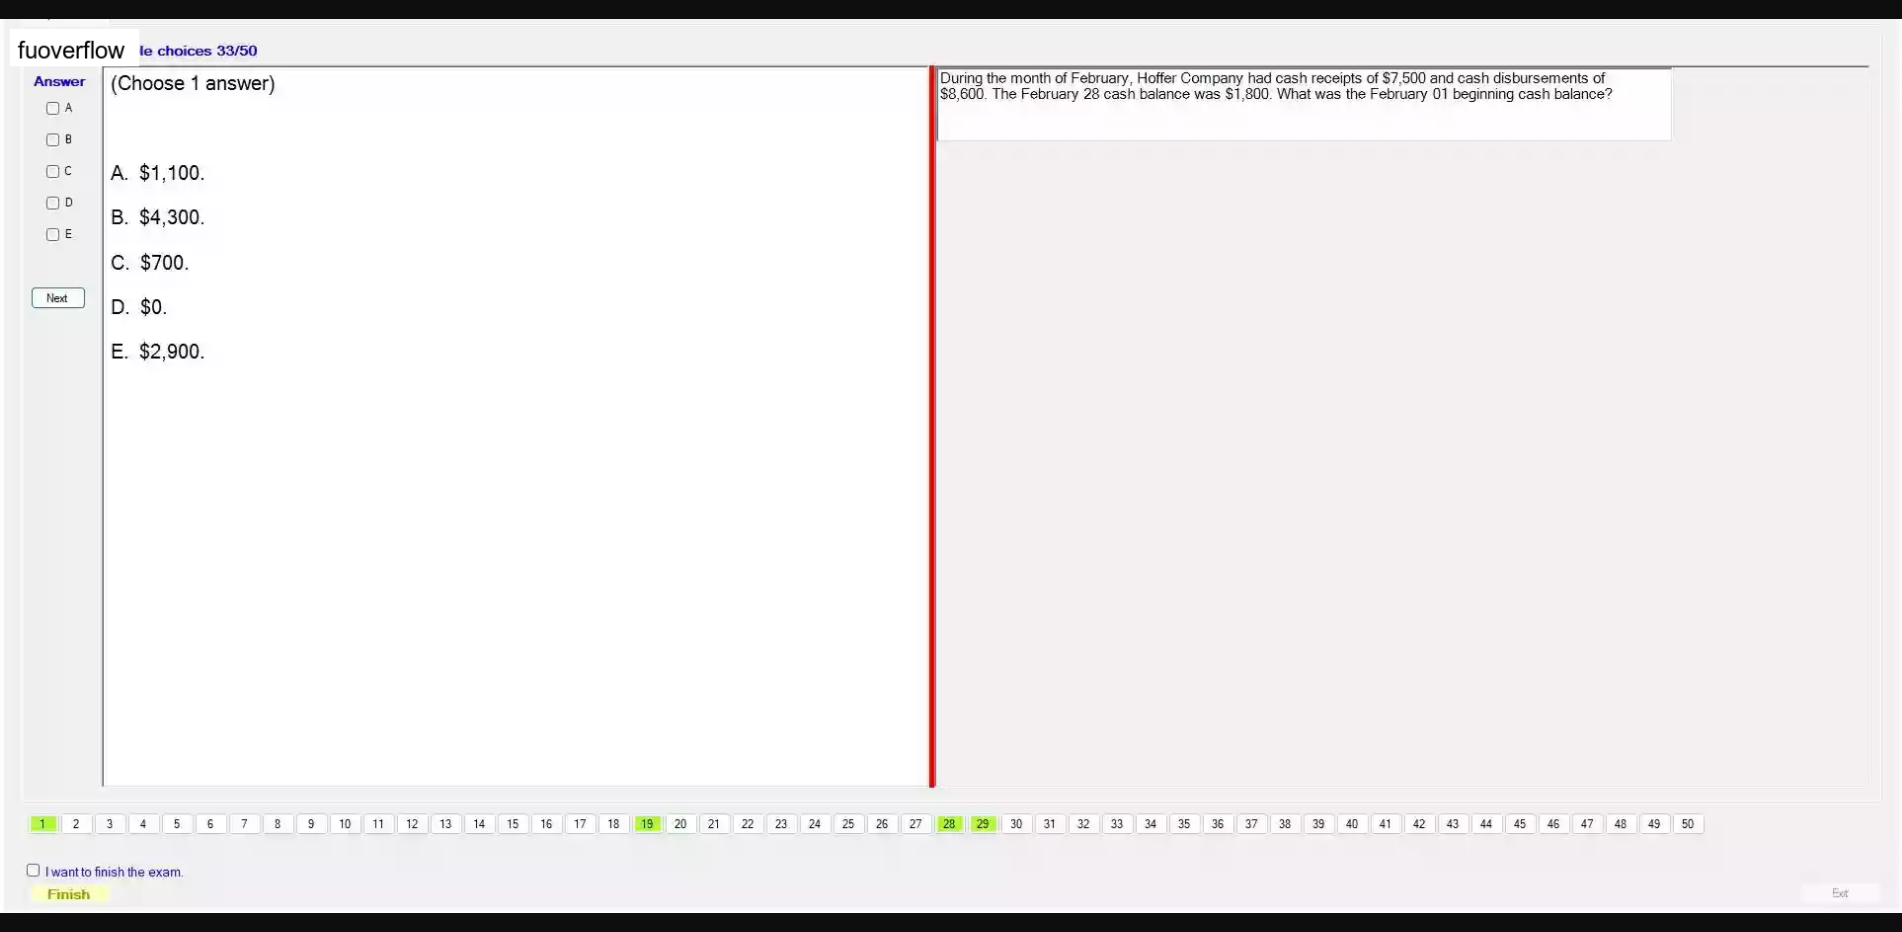 fuoverflow le choices 33/50
Answer
(Choose 1 answer)
A
B
C
D
E
Next
A. $1,100.
B. $4,300.
C. $700.
D. $0.
E. $2,900.
During the month of February, Hoffer Company had cash receipts of $7,500 and cash disbursements of
$8,600. The February 28 cash balance was $1,800. What was the February 01 beginning cash balance?
1 2 3 4 5 6 7 8 9 10 11 12 13 14 15 16 17 18 19 20 21 22 23 24 25 26 27 28 29 30 31 32 33 34 35 36 37 38 39 40 41 42 43 44 45 46 47 48 49 50
I want to finish the exam.
Finish
Exit